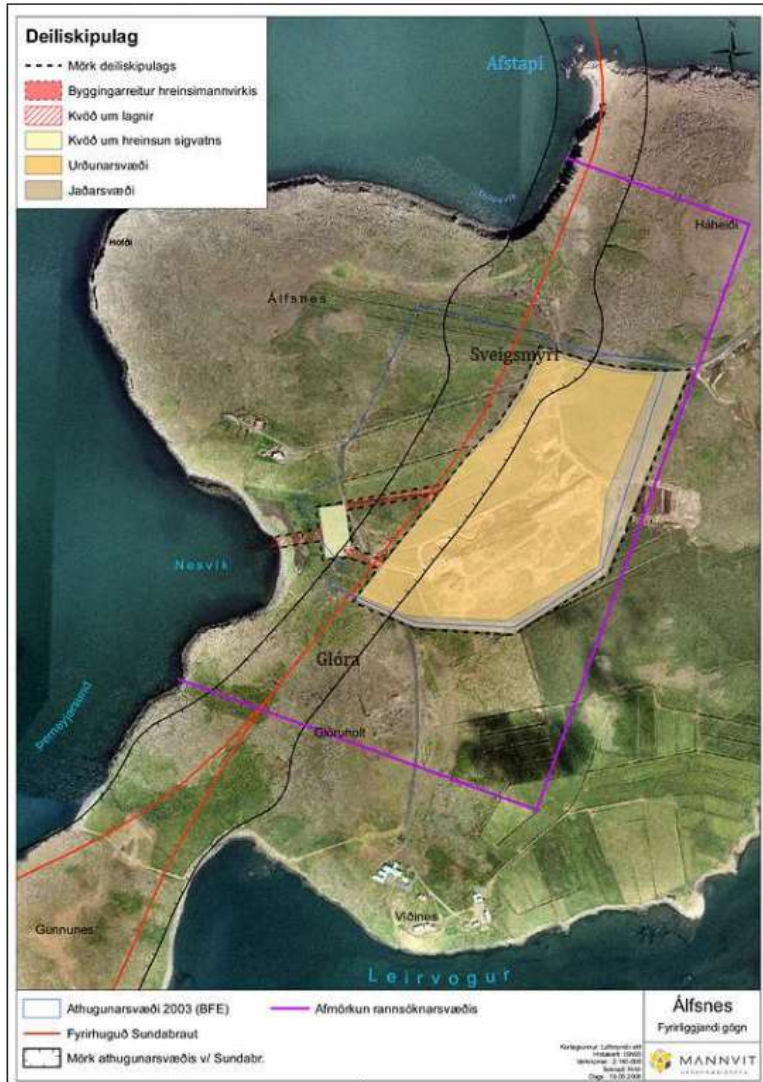 Deiliskipulag
Mörk deiliskipulags
Byggingarreitur hreinsimannvirkis
Kvöð um lagnir
Kvöð um hreinsun sigvatns
Urðunarsvæði
Jaðarsvæði
Afstapi
N
Höfði
Háheiði
Álfsnes
Sveigsmýri
Nesvík
Glóra
Þerneyjarsund
Glóruholt
Gunnunes
Víðines
Leirvogur
Athugunarsvæði 2003 (BFE)
Afmörkun rannsóknarsvæðis
Fyrirhuguð Sundabraut
Mörk athugunarsvæðis v/ Sundabr.
Álfsnes
Fyrirliggjandi gögn
MANNVIT